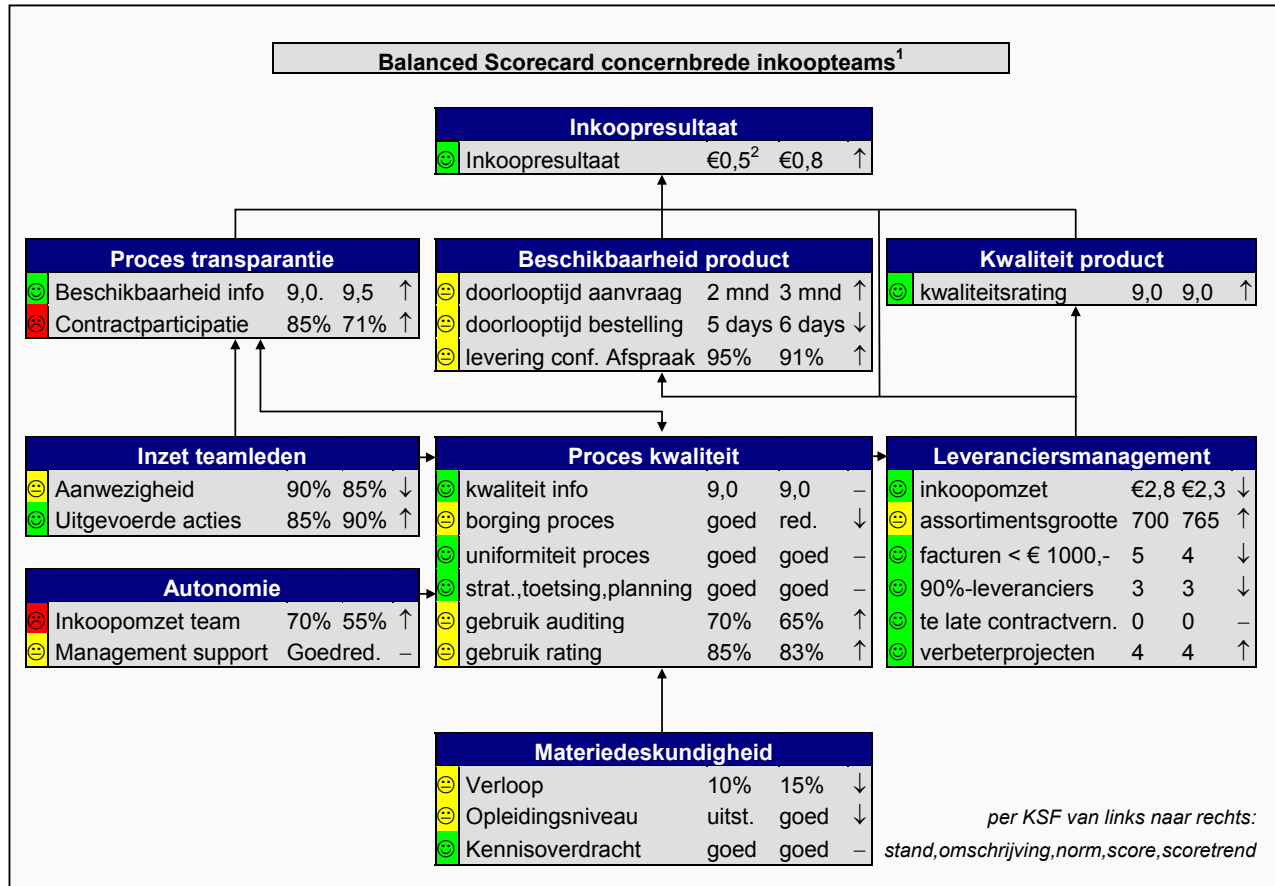 Balanced Scorecard concernbrede inkoopteams¹
Inkoopresultaat
Inkoopresultaat €0,5² €0,8 ↑
Proces transparantie
Beschikbaarheid info 9,0. 9,5 ↑
Contractparticipatie 85% 71% ↑
Beschikbaarheid product
doorlooptijd aanvraag 2 mnd 3 mnd ↑
doorlooptijd bestelling 5 days 6 days ↓
levering conf. Afspraak 95% 91% ↑
Kwaliteit product
kwaliteitsrating 9,0 9,0 ↑
Inzet teamleden
Aanwezigheid 90% 85% ↓
Uitgevoerde acties 85% 90% ↑
Autonomie
Inkoopomzet team 70% 55% ↑
Management support Goedred. –
Proces kwaliteit
kwaliteit info 9,0 9,0 –
borging proces goed red. ↓
uniformiteit proces goed goed –
strat.,toetsing,planning goed goed –
gebruik auditing 70% 65% ↑
gebruik rating 85% 83% ↑
Leveranciersmanagement
inkoopomzet €2,8 €2,3 ↓
assortimentsgrootte 700 765 ↑
facturen < € 1000,- 5 4 ↓
90%-leveranciers 3 3 ↓
te late contractvern. 0 0 –
verbeterprojecten 4 4 ↑
Materiedeskundigheid
Verloop 10% 15% ↓
Opleidingsniveau uitst. goed ↓
Kennisoverdracht goed goed –
per KSF van links naar rechts:
stand,omschrijving,norm,score,scoretrend